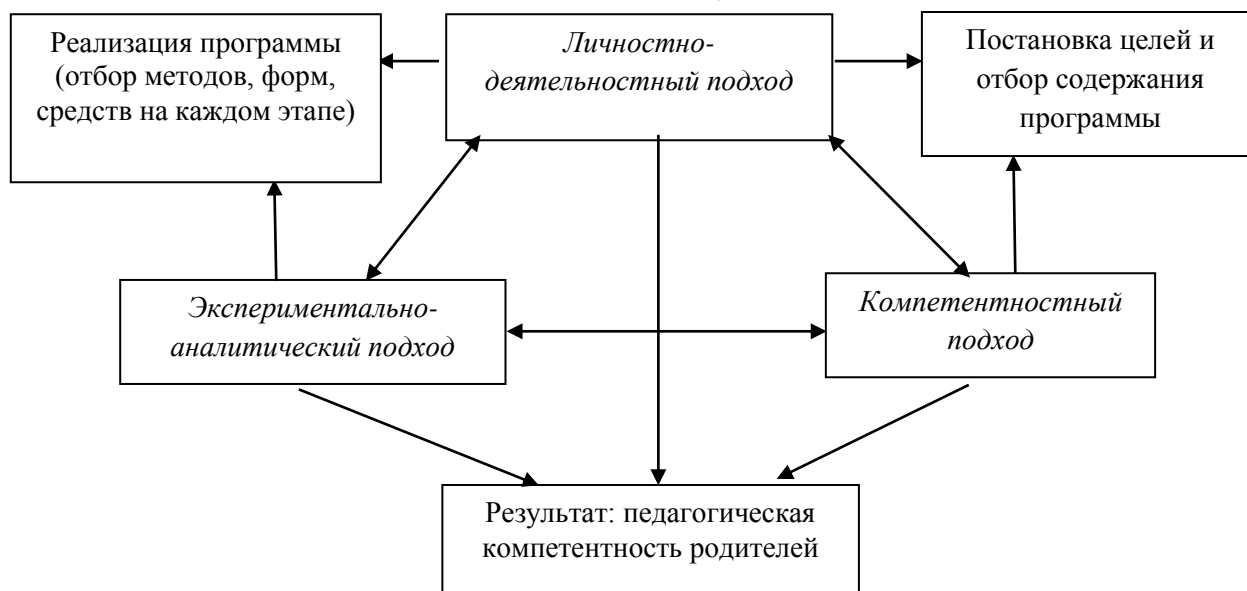 Реализация программы
(отбор методов, форм,
средств на каждом этапе)
Личностно-
деятельностный подход
Постановка целей и
отбор содержания
программы
Экспериментально-
аналитический подход
Компетентностный
подход
Результат: педагогическая
компетентность родителей